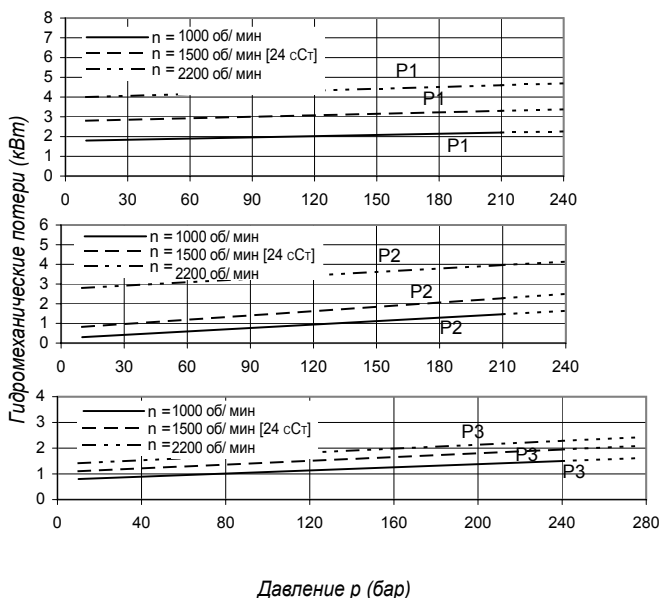 Гидромеханические потери (кВт)
8
7
6
5
4
3
2
1
0
n = 1000 об/ мин
n = 1500 об/ мин [24 сСт]
n = 2200 об/ мин
P1
P1
P1
0 30 60 90 120 150 180 210 240
6
5
4
3
2
1
0
n = 1000 об/ мин
n = 1500 об/ мин [24 сСт]
n = 2200 об/ мин
P2
P2
P2
0 30 60 90 120 150 180 210 240
4
3
2
1
0
n = 1000 об/ мин
n = 1500 об/ мин [24 сСт]
n = 2200 об/ мин
P3
P3
P3
0 40 80 120 160 200 240 280
Давление p (бар)